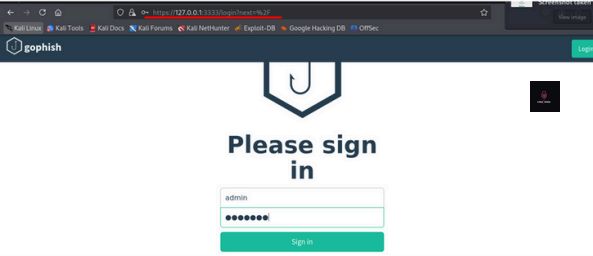 Screenshot taken
View image
https://127.0.0.1:3333/login?next=%2F
Kali Linux Kali Tools Kali Docs Kali Forums Kali NetHunter Exploit-DB Google Hacking DB OffSec
gophish
Login
Please sign
in
admin
Sign in